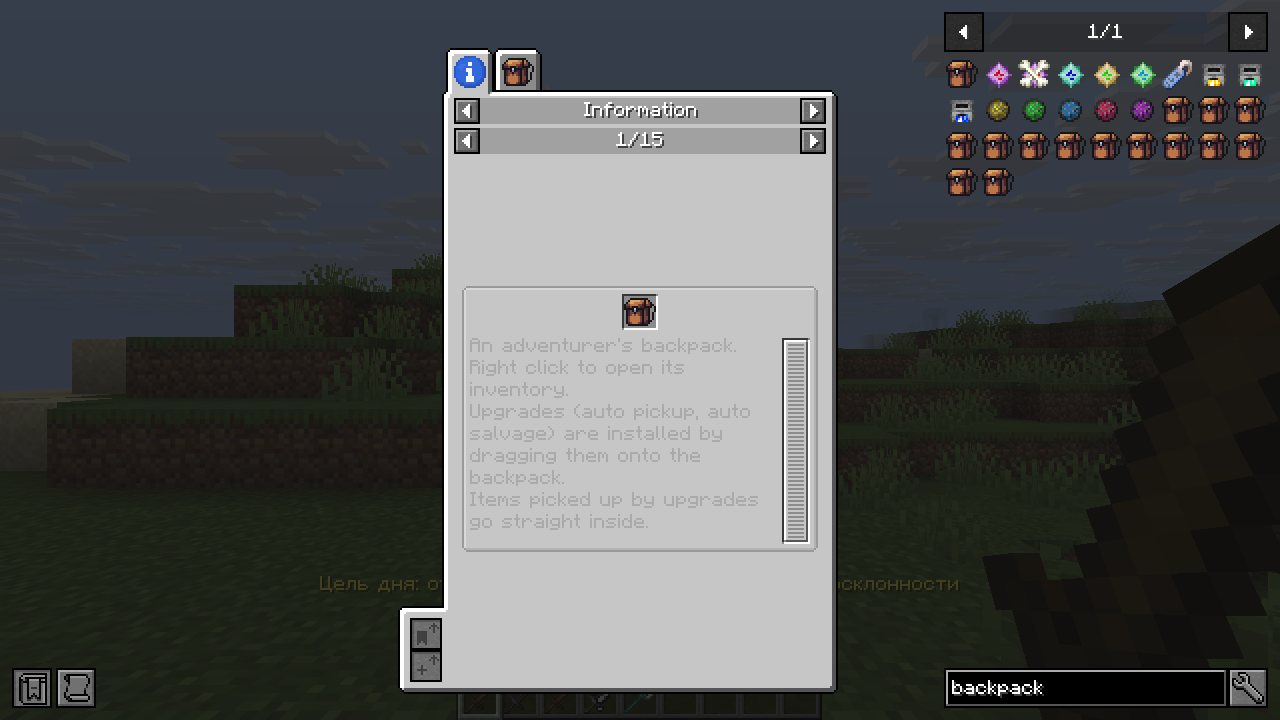 1/1
Information
1/15
An adventurer's backpack.
Right click to open its
inventory.
Upgrades (auto pickup, auto
salvage) are installed by
dragging them onto the
backpack.
Items picked up by upgrades
go straight inside.
Цель дня:
backpack